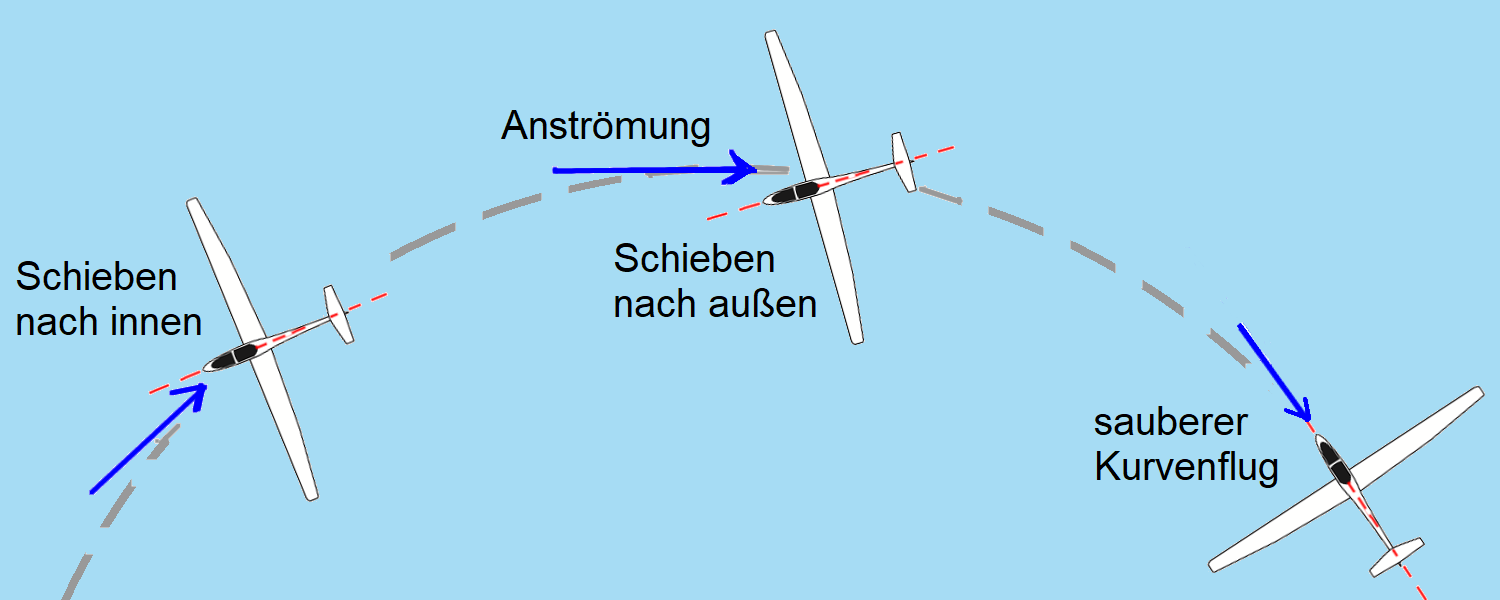 Anströmung
Schieben
nach innen
Schieben
nach außen
sauberer
Kurvenflug